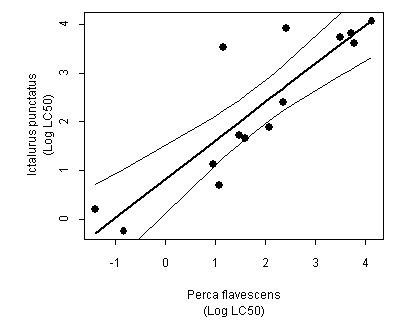 Ictalurus punctatus
(Log LC50)
4
3
2
1
0
-1 0 1 2 3 4
Perca flavescens
(Log LC50)